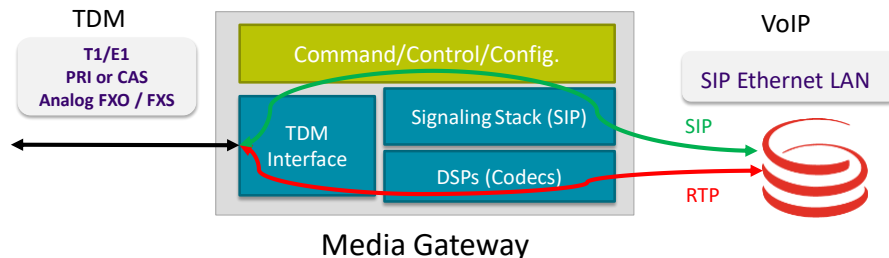 TDM
T1/E1
PRI or CAS
Analog FXO / FXS
Command/Control/Config.
TDM
Interface
Signaling Stack (SIP)
DSPs (Codecs)
Media Gateway
VoIP
SIP Ethernet LAN
SIP
RTP